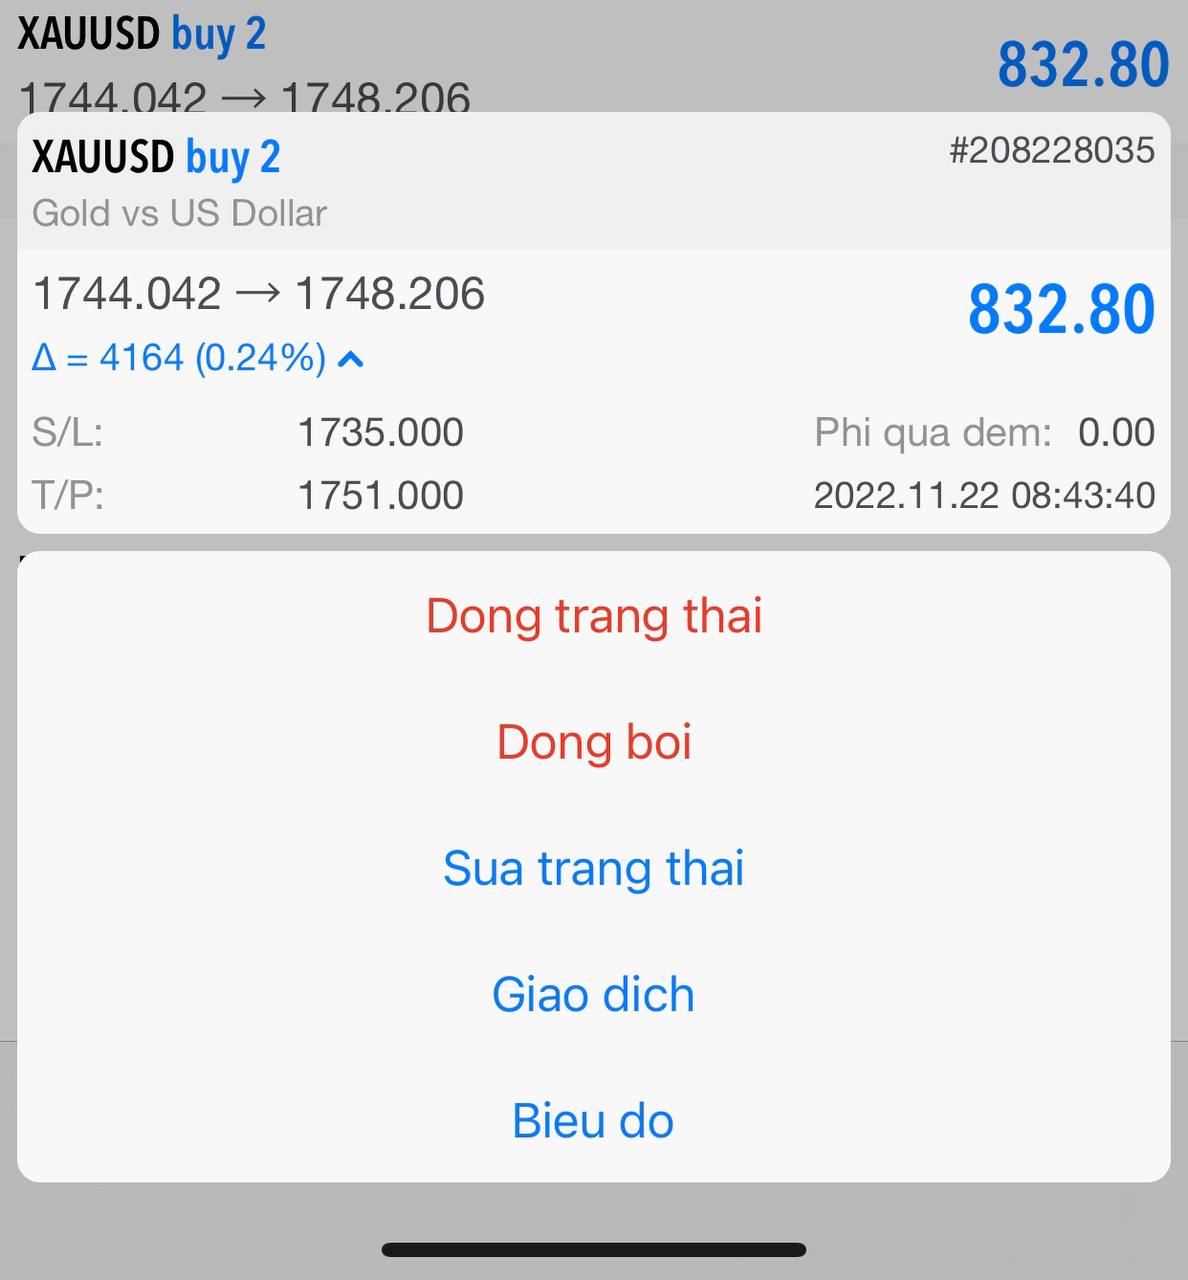 XAUUSD buy 2
832.80
1744.042 → 1748.206
XAUUSD buy 2
#208228035
Gold vs US Dollar
1744.042 → 1748.206
832.80
Δ = 4164 (0.24%)
S/L: 1735.000 Phi qua dem: 0.00
T/P: 1751.000 2022.11.22 08:43:40
Dong trang thai
Dong boi
Sua trang thai
Giao dich
Bieu do